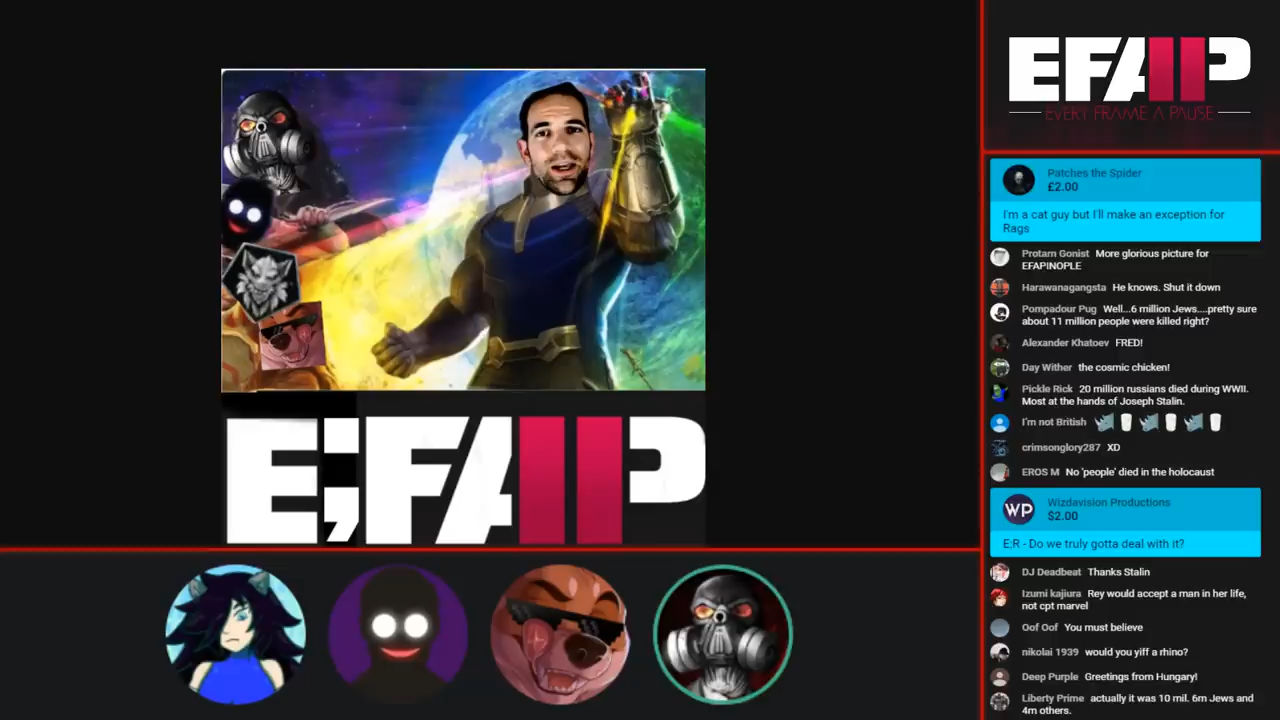 EFAP
EVERY FRAME A PAUSE
Patches the Spider
£2.00
I'm a cat guy but I'll make an exception for
Rags
Protarn Gonist More glorious picture for
EFAPINOPLE
Harawanagangsta He knows. Shut it down
Pompadour Pug Well...6 million Jews....pretty sure
about 11 million people were killed right?
Alexander Khatoev FRED!
Day Wither the cosmic chicken!
Pickle Rick 20 million russians died during WWII.
Most at the hands of Joseph Stalin.
I'm not British
crimsonglory287 XD
EROS M No 'people' died in the holocaust
WP
Wizdavision Productions
$2.00
E;R - Do we truly gotta deal with it?
DJ Deadbeat Thanks Stalin
Izumi kajiura Rey would accept a man in her life,
not cpt marvel
Oof Oof You must believe
nikolai 1939 would you yiff a rhino?
Deep Purple Greetings from Hungary!
Liberty Prime actually it was 10 mil. 6m Jews and
4m others.
E;FAP